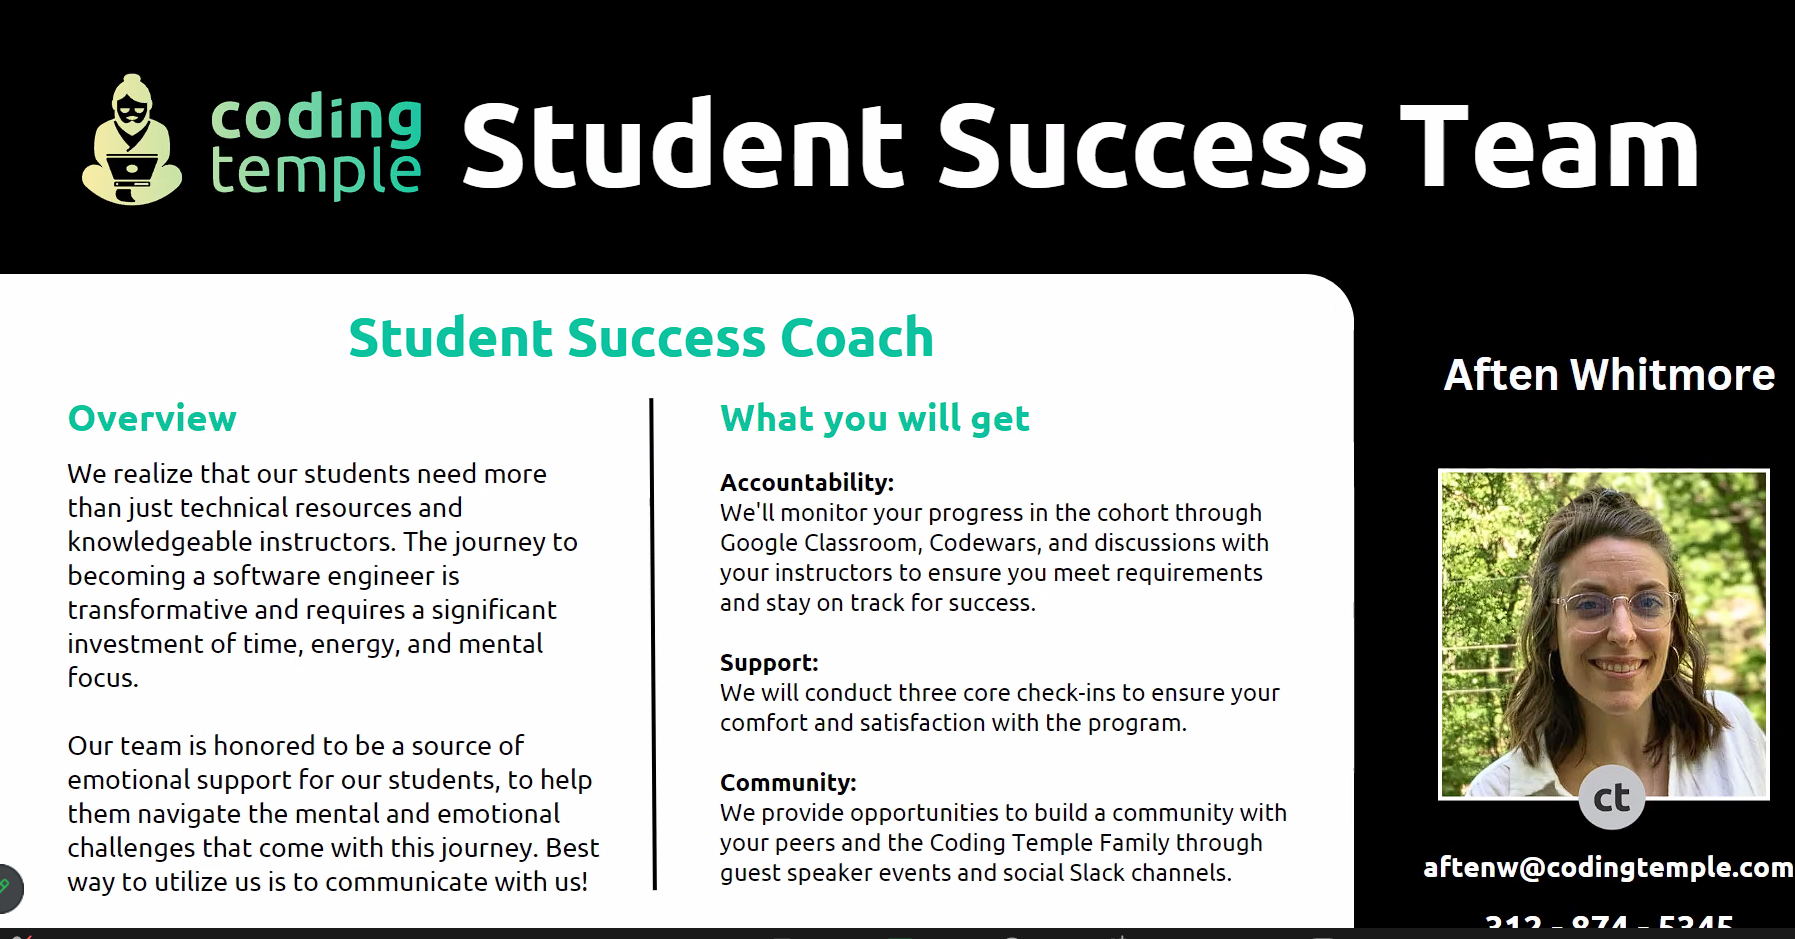 coding
temple
Student Success Team
Student Success Coach
Overview
We realize that our students need more
than just technical resources and
knowledgeable instructors. The journey to
becoming a software engineer is
transformative and requires a significant
investment of time, energy, and mental
focus.
Our team is honored to be a source of
emotional support for our students, to help
them navigate the mental and emotional
challenges that come with this journey. Best
way to utilize us is to communicate with us!
What you will get
Accountability:
We'll monitor your progress in the cohort through
Google Classroom, Codewars, and discussions with
your instructors to ensure you meet requirements
and stay on track for success.
Support:
We will conduct three core check-ins to ensure your
comfort and satisfaction with the program.
Community:
We provide opportunities to build a community with
your peers and the Coding Temple Family through
guest speaker events and social Slack channels.
Aften Whitmore
ct
aftenw@codingtemple.com
312 - 874 - 5345